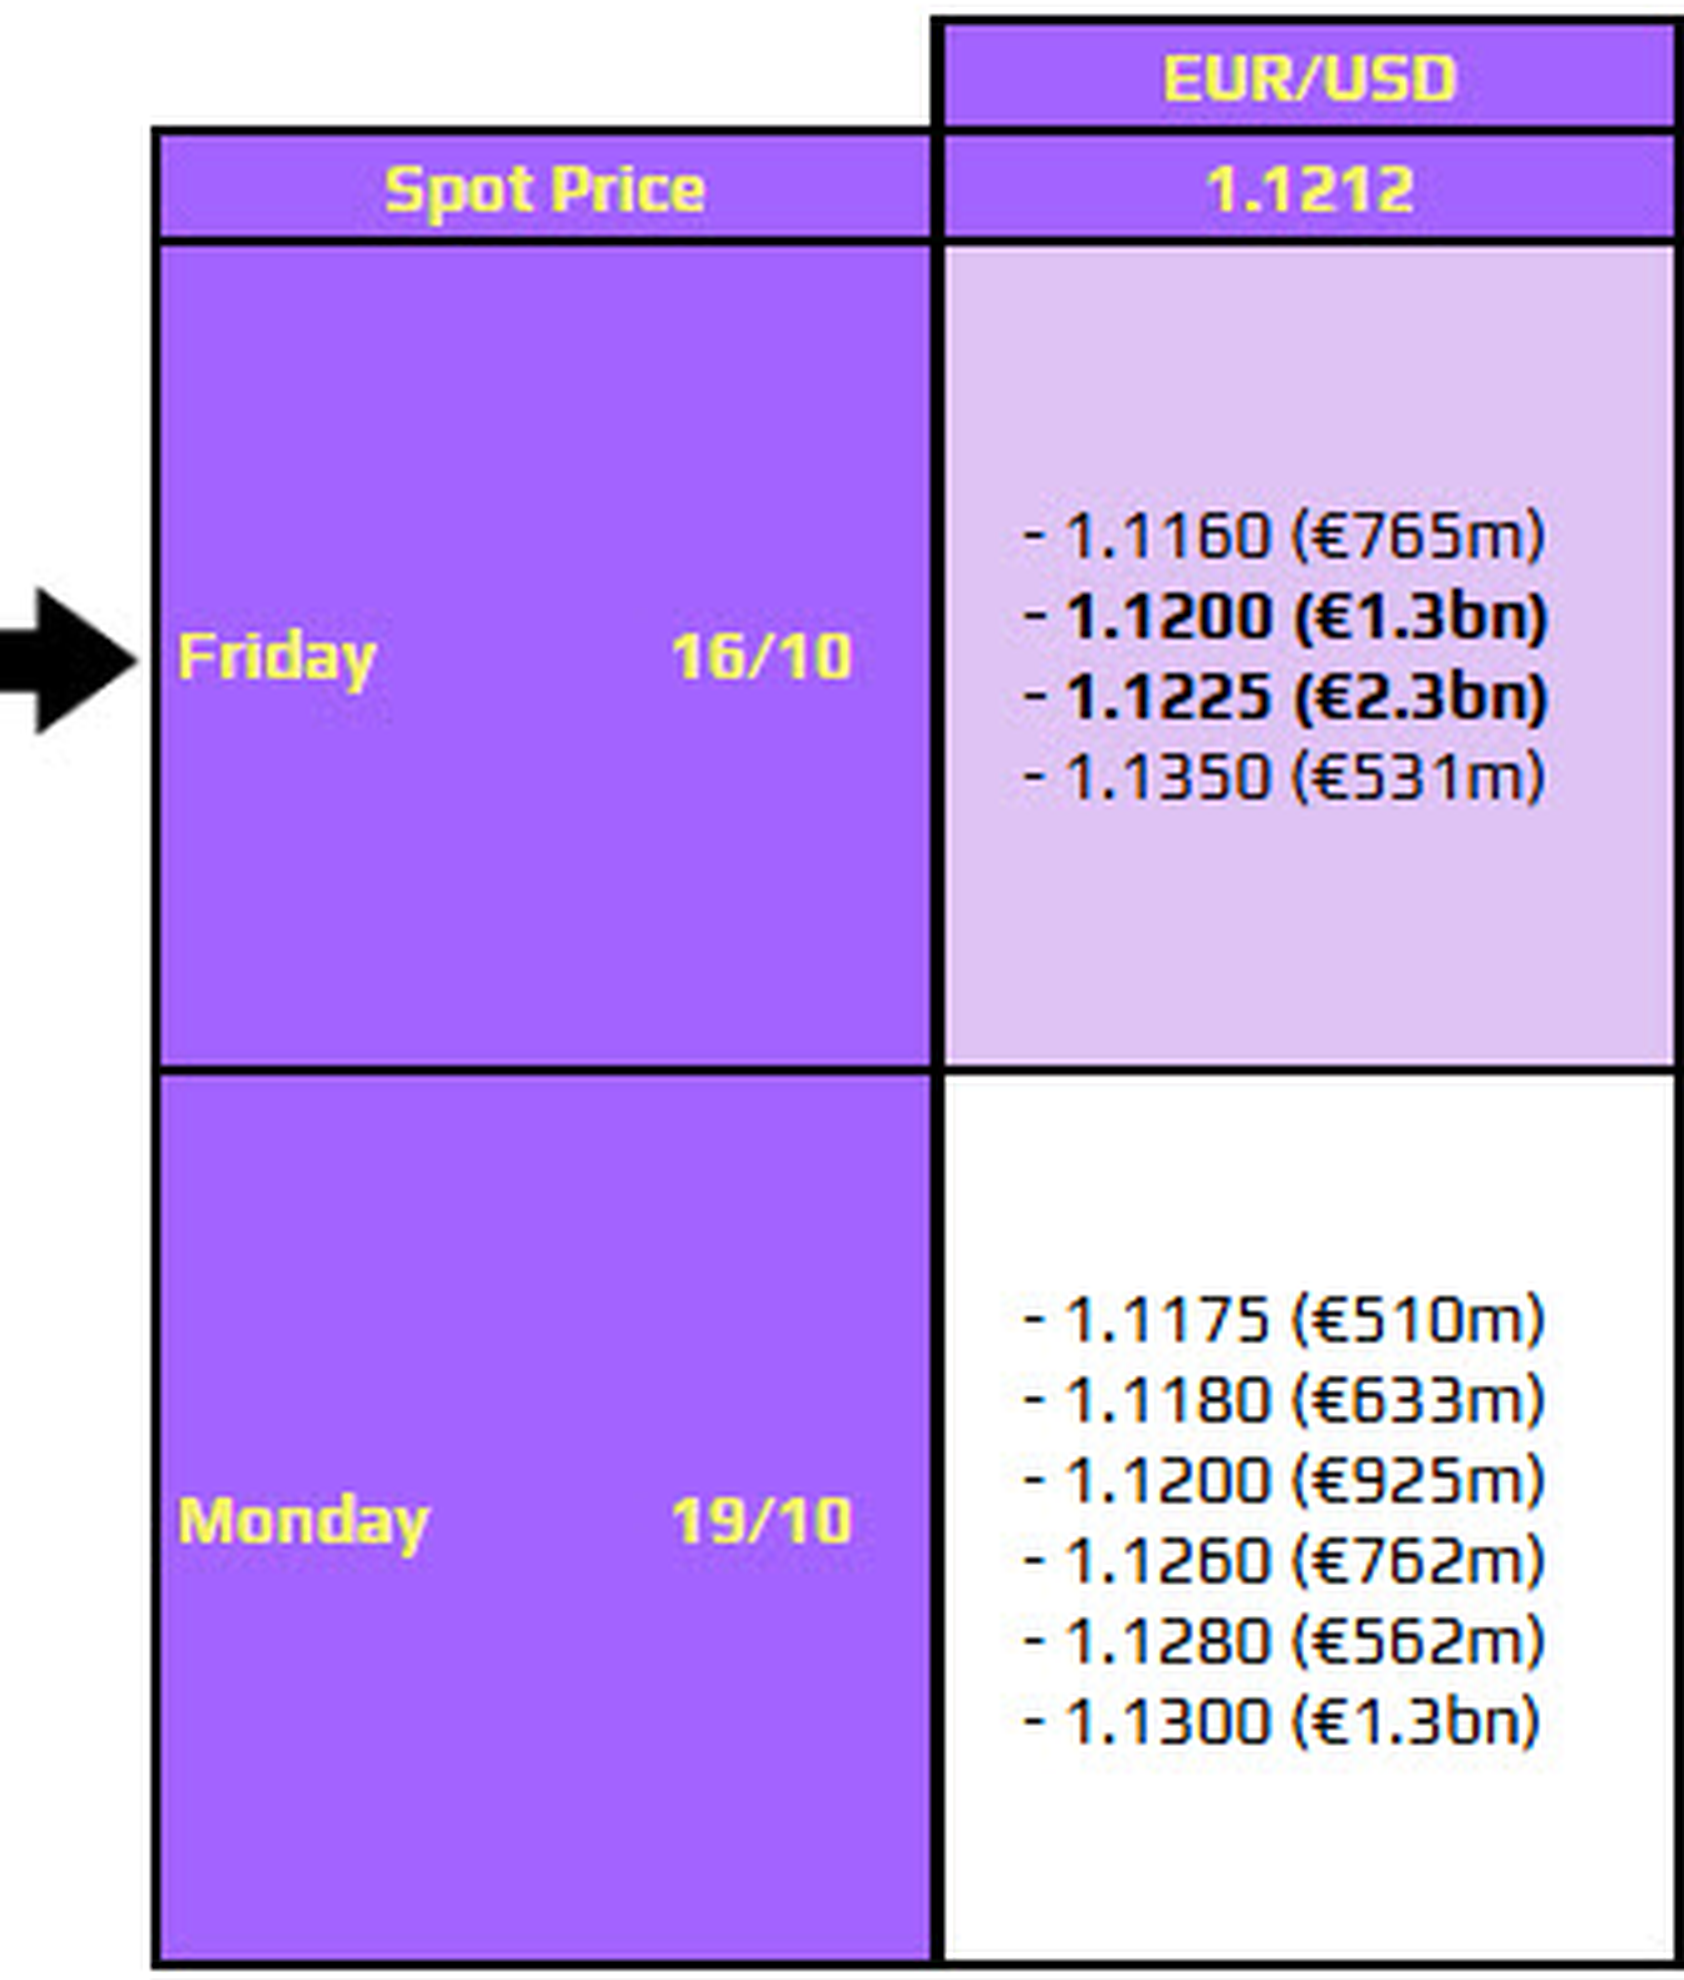 EUR/USD
Spot Price 1.1212
Friday 16/10
- 1.1160 (€765m)
- 1.1200 (€1.3bn)
- 1.1225 (€2.3bn)
- 1.1350 (€531m)
Monday 19/10
- 1.1175 (€510m)
- 1.1180 (€633m)
- 1.1200 (€925m)
- 1.1260 (€762m)
- 1.1280 (€562m)
- 1.1300 (€1.3bn)